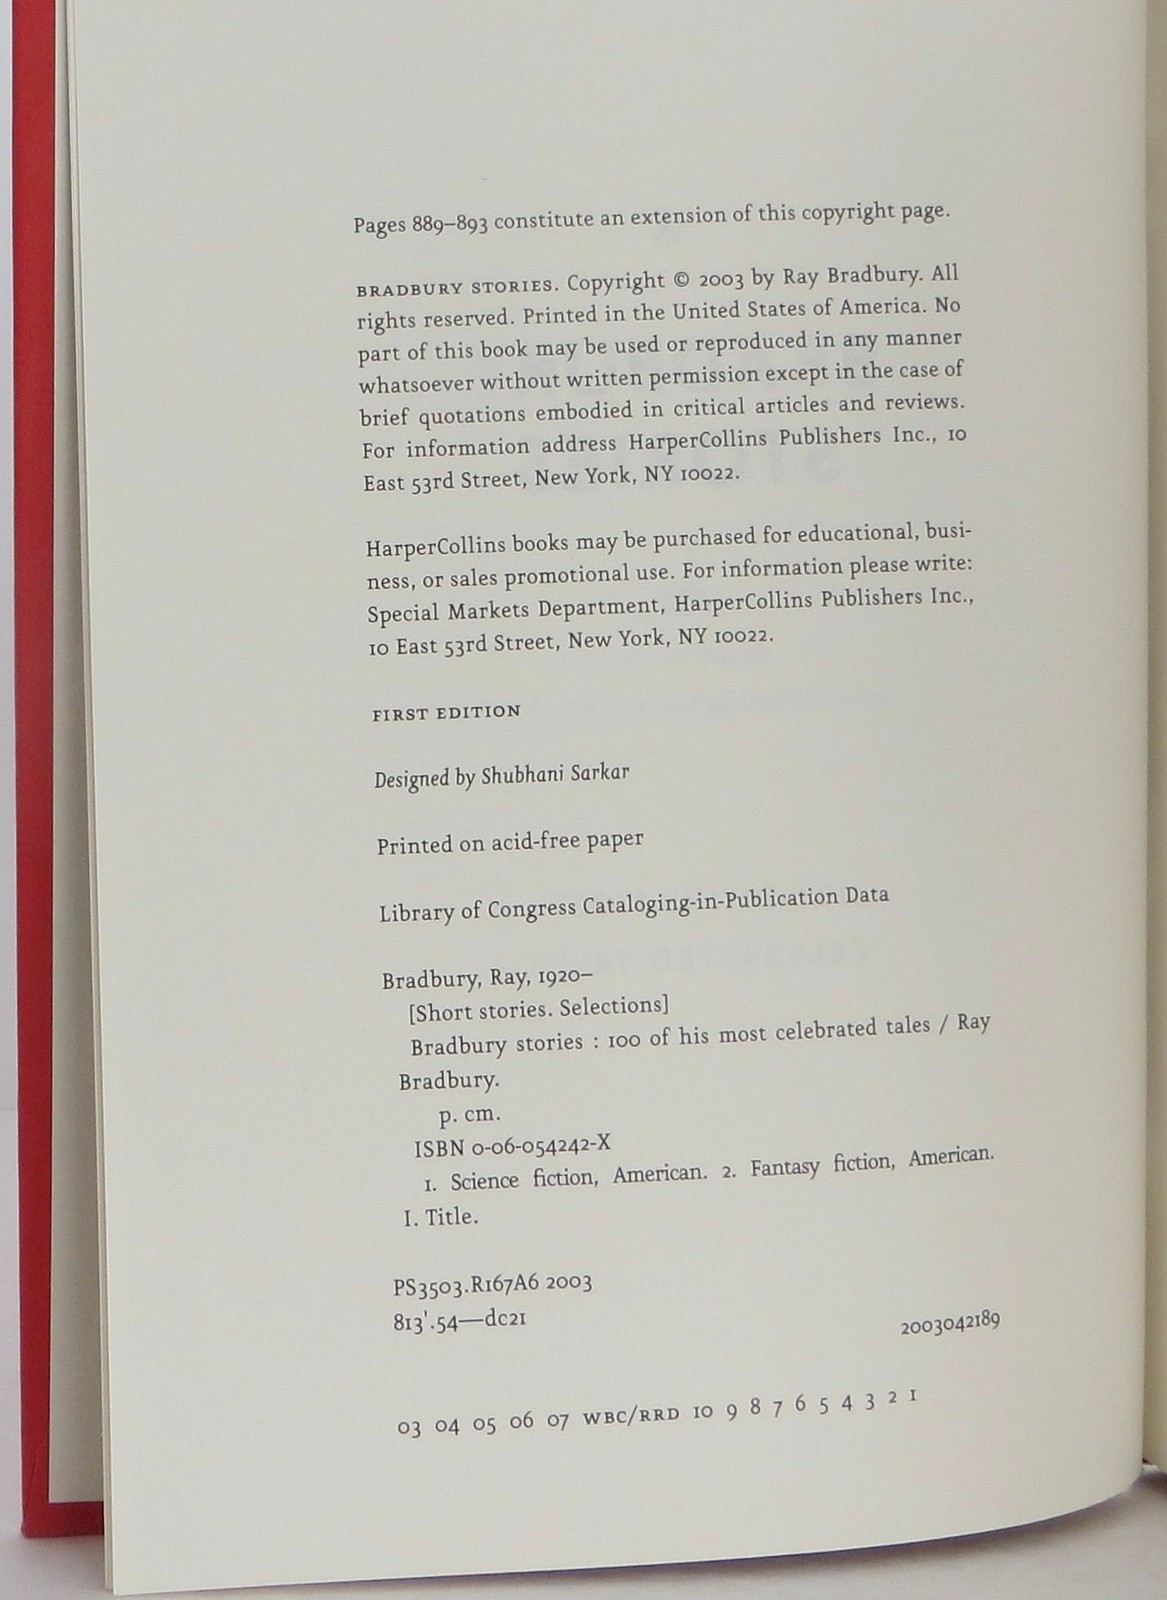 Pages 889–893 constitute an extension of this copyright page.
BRADBURY STORIES. Copyright © 2003 by Ray Bradbury. All
rights reserved. Printed in the United States of America. No
part of this book may be used or reproduced in any manner
whatsoever without written permission except in the case of
brief quotations embodied in critical articles and reviews.
For information address HarperCollins Publishers Inc., 10
East 53rd Street, New York, NY 10022.
HarperCollins books may be purchased for educational, busi-
ness, or sales promotional use. For information please write:
Special Markets Department, HarperCollins Publishers Inc.,
10 East 53rd Street, New York, NY 10022.
FIRST EDITION
Designed by Shubhani Sarkar
Printed on acid-free paper
Library of Congress Cataloging-in-Publication Data
Bradbury, Ray, 1920–
[Short stories. Selections]
Bradbury stories : 100 of his most celebrated tales / Ray
Bradbury.
p. cm.
ISBN 0-06-054242-X
1. Science fiction, American. 2. Fantasy fiction, American.
I. Title.
PS3503.R167A6 2003
813'.54—dc21
2003042189
03 04 05 06 07 WBC/RRD 10 9 8 7 6 5 4 3 2 1